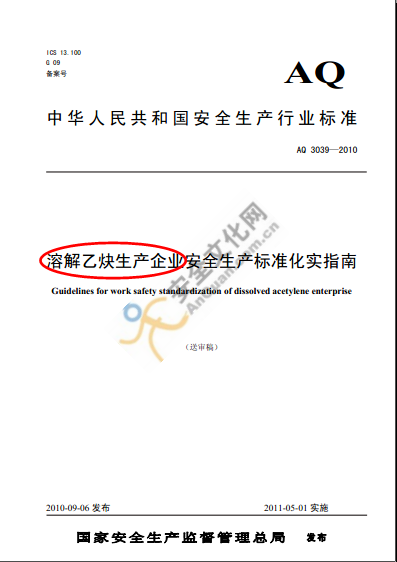 ICS 13.100
G 09
备案号
AQ
中华人民共和国安全生产行业标准
AQ 3039—2010
溶解乙炔生产企业安全生产标准化实指南
Guidelines for work safety standardization of dissolved acetylene enterprise
（送审稿）
安全文化网
Anquan.com.cn
2010-09-06 发布
2011-05-01 实施
国家安全生产监督管理总局 发布